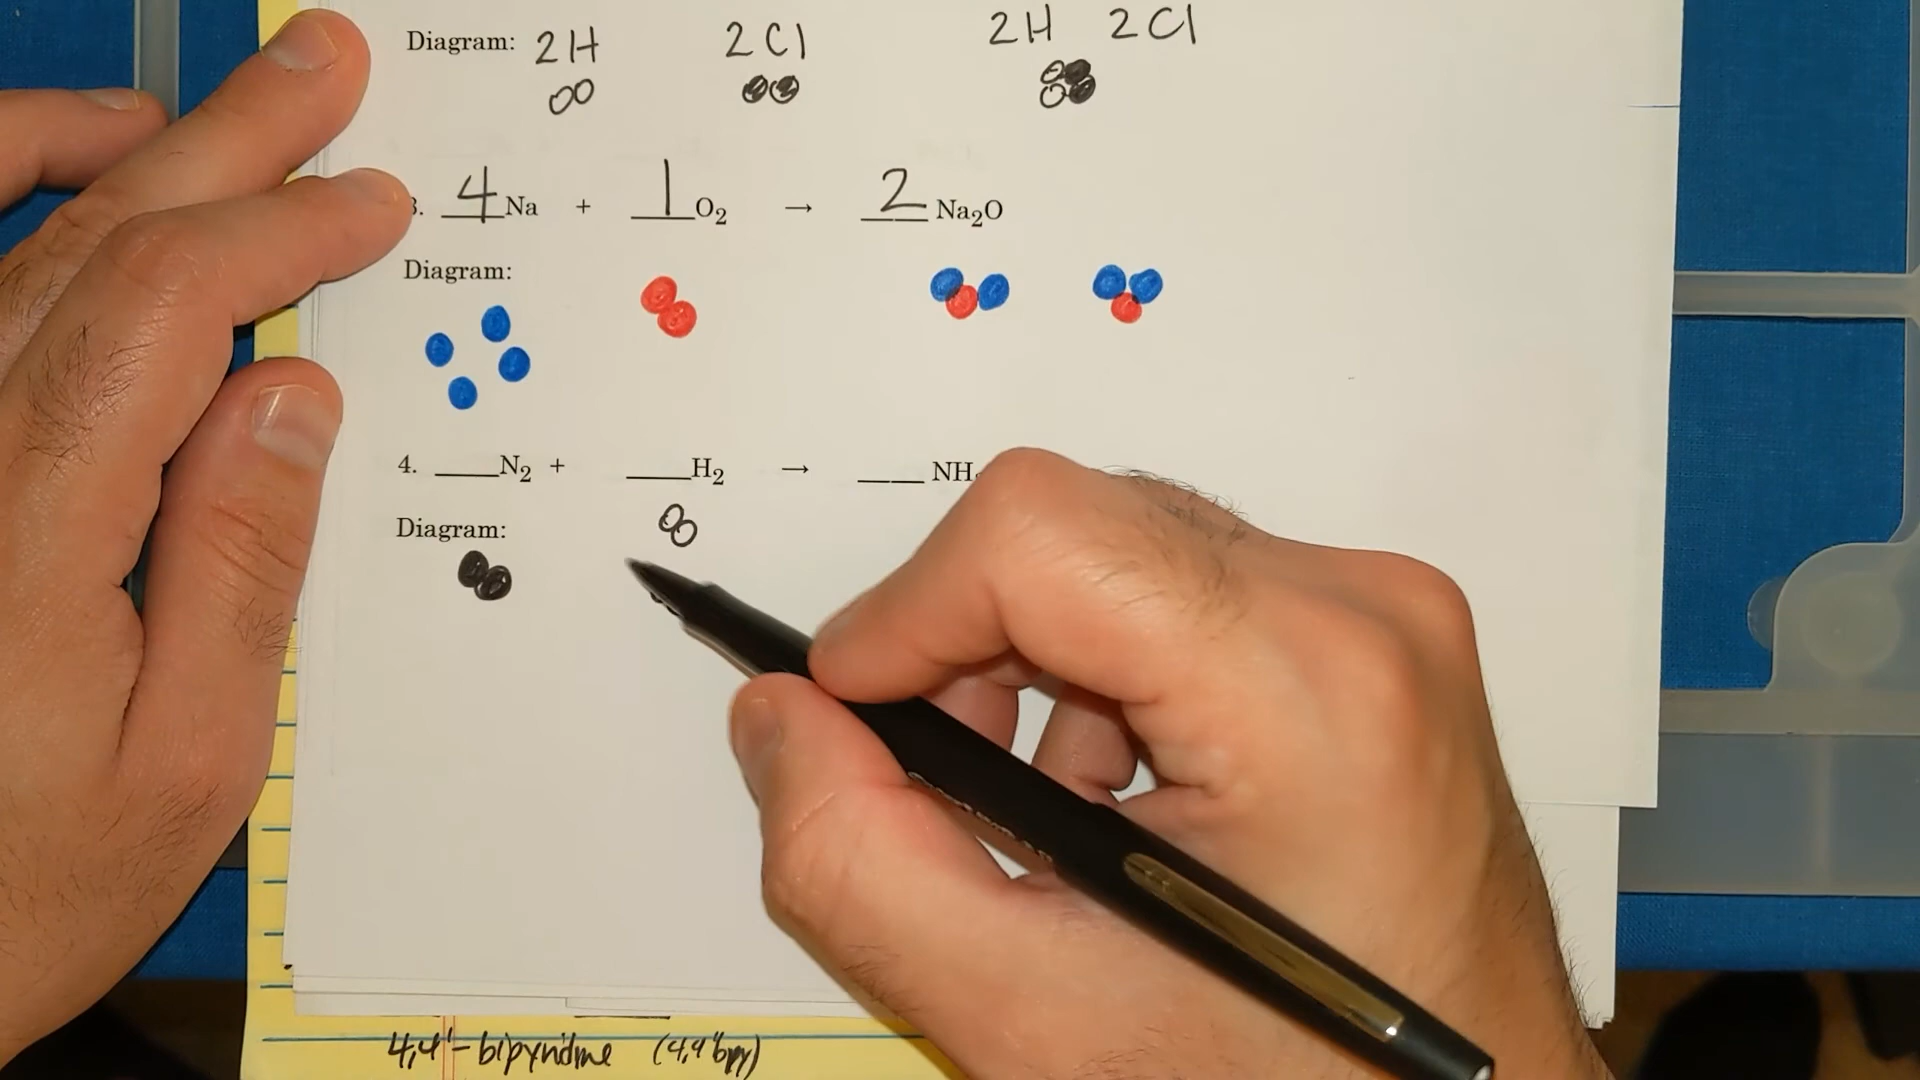 Diagram: 2H 2Cl 2H 2Cl
3. 4 Na + 1 O₂ → 2 Na₂O
Diagram:
4. ____N₂ + ____H₂ → ____ NH
Diagram:
4,4'-bipyridine (4,4'bpy)